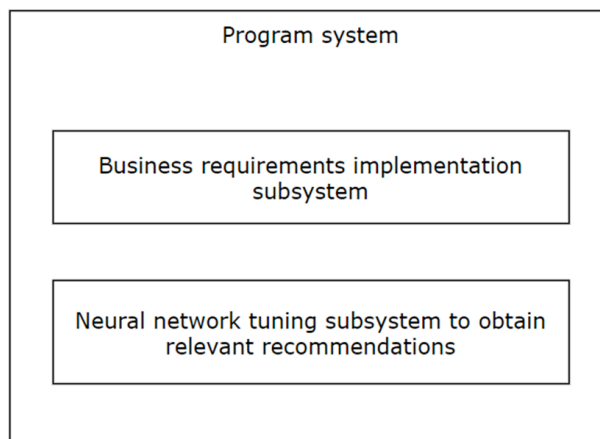 Program system
Business requirements implementation
subsystem
Neural network tuning subsystem to obtain
relevant recommendations